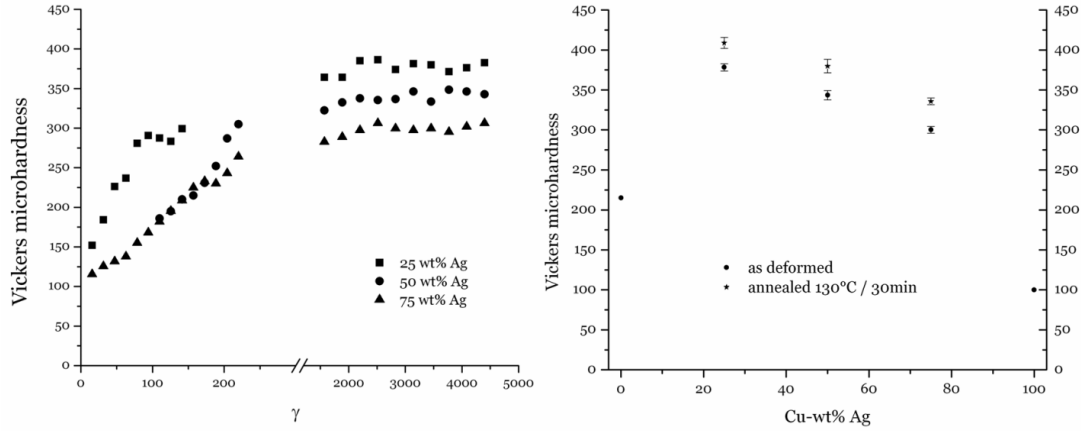 Vickers microhardness
450
400
350
300
250
200
150
100
50
0
25 wt% Ag
50 wt% Ag
75 wt% Ag
0 100 200 2000 3000 4000 5000
γ
Vickers microhardness
450
400
350
300
250
200
150
100
50
0
as deformed
annealed 130°C / 30min
450
400
350
300
250
200
150
100
50
0
0 20 40 60 80 100
Cu-wt% Ag